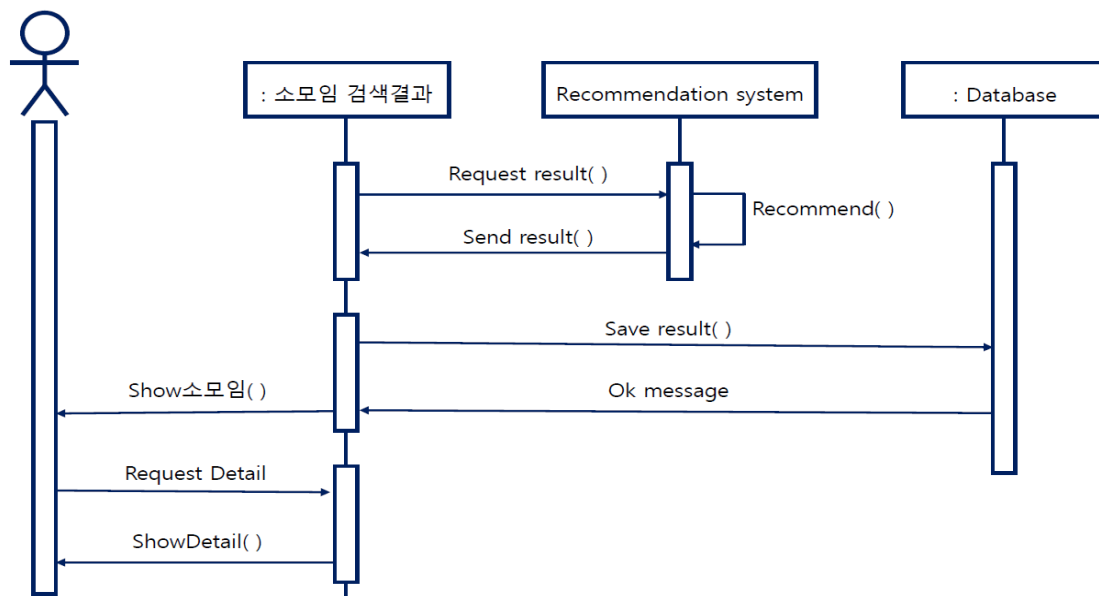 : 소모임 검색결과
Recommendation system
: Database
Request result( )
Recommend( )
Send result( )
Save result( )
Ok message
Show소모임( )
Request Detail
ShowDetail( )